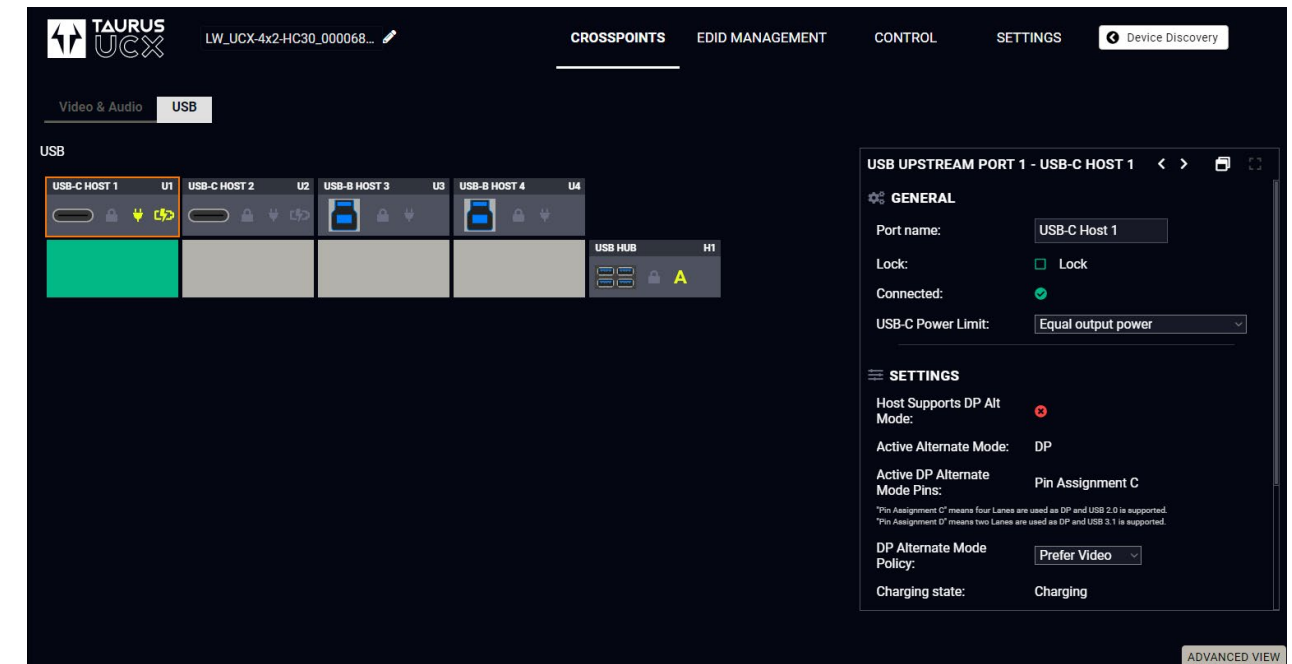 TAURUS
UCX
LW_UCX-4x2-HC30_000068...
CROSSPOINTS
EDID MANAGEMENT
CONTROL
SETTINGS
Device Discovery
Video & Audio
USB
USB
USB-C HOST 1 U1
USB-C HOST 2 U2
USB-B HOST 3 U3
USB-B HOST 4 U4
USB HUB H1
A
USB UPSTREAM PORT 1 - USB-C HOST 1
GENERAL
Port name: USB-C Host 1
Lock: Lock
Connected:
USB-C Power Limit: Equal output power
SETTINGS
Host Supports DP Alt
Mode:
Active Alternate Mode: DP
Active DP Alternate
Mode Pins: Pin Assignment C
"Pin Assignment C" means four Lanes are used as DP and USB 2.0 is supported.
"Pin Assignment D" means two Lanes are used as DP and USB 3.1 is supported.
DP Alternate Mode
Policy: Prefer Video
Charging state: Charging
ADVANCED VIEW